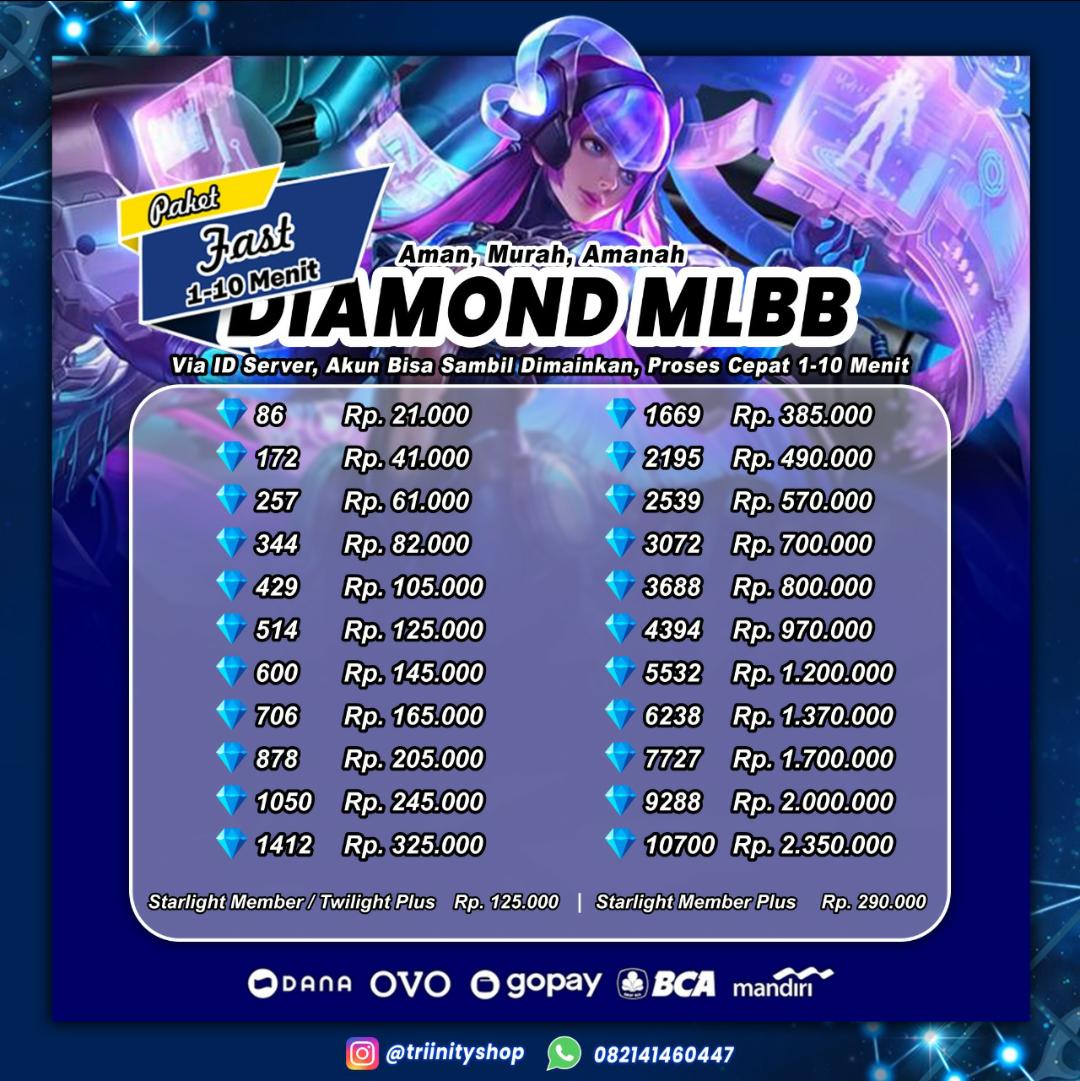 Paket
Fast
1-10 Menit
Aman, Murah, Amanah
DIAMOND MLBB
Via ID Server, Akun Bisa Sambil Dimainkan, Proses Cepat 1-10 Menit
86 Rp. 21.000
172 Rp. 41.000
257 Rp. 61.000
344 Rp. 82.000
429 Rp. 105.000
514 Rp. 125.000
600 Rp. 145.000
706 Rp. 165.000
878 Rp. 205.000
1050 Rp. 245.000
1412 Rp. 325.000
1669 Rp. 385.000
2195 Rp. 490.000
2539 Rp. 570.000
3072 Rp. 700.000
3688 Rp. 800.000
4394 Rp. 970.000
5532 Rp. 1.200.000
6238 Rp. 1.370.000
7727 Rp. 1.700.000
9288 Rp. 2.000.000
10700 Rp. 2.350.000
Starlight Member / Twilight Plus Rp. 125.000 | Starlight Member Plus Rp. 290.000
DANA OVO gopay BCA mandiri
@triinityshop 082141460447